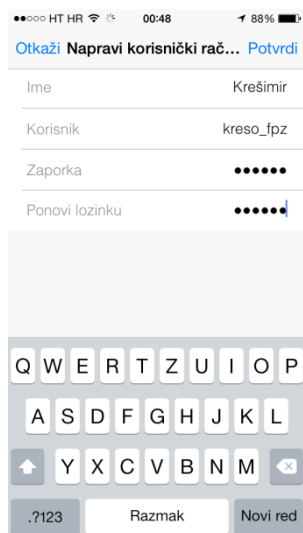 HT HR 00:48 88%
Otkaži Napravi korisnički rač... Potvrdi
Ime Krešimir
Korisnik kreso_fpz
Zaporka ••••••
Ponovi lozinku ••••••
Q W E R T Z U I O P
A S D F G H J K L
Y X C V B N M
.?123 Razmak Novi red